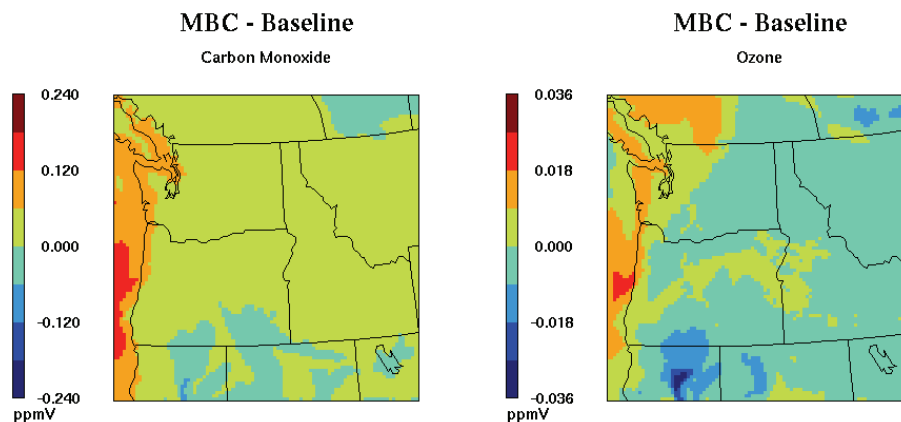 MBC - Baseline
Carbon Monoxide
0.240
0.120
0.000
-0.120
-0.240
ppmV
MBC - Baseline
Ozone
0.036
0.018
0.000
-0.018
-0.036
ppmV